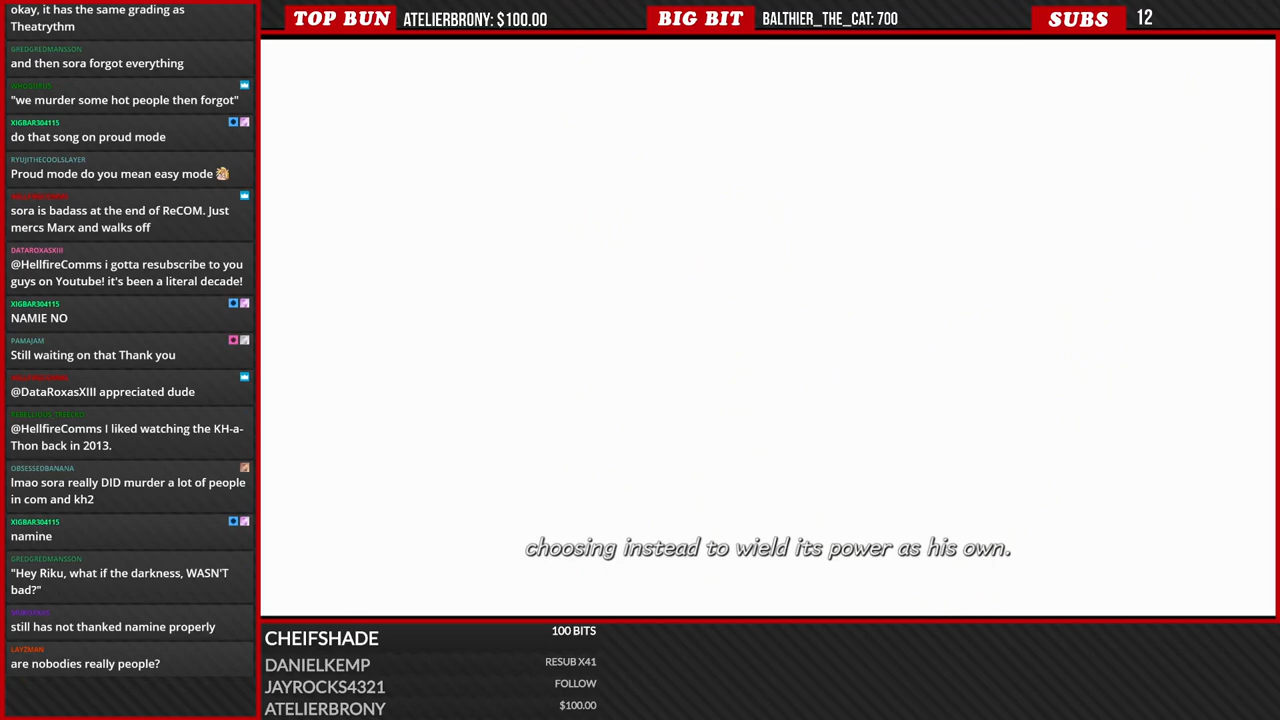 TOP BUN
ATELIERBRONY: $100.00
BIG BIT
BALTHIER_THE_CAT: 700
SUBS
12
okay, it has the same grading as
Theatrythm
GREDGREDMANSSON
and then sora forgot everything
"we murder some hot people then forgot"
XIGBAR304115
do that song on proud mode
RYUJITHECOOLSLAYER
Proud mode do you mean easy mode
sora is badass at the end of ReCOM. Just
mercs Marx and walks off
DATAROXASXIII
@HellfireComms i gotta resubscribe to you
guys on Youtube! it's been a literal decade!
XIGBAR304115
NAMIE NO
PAMAJAM
Still waiting on that Thank you
@DataRoxasXIII appreciated dude
REBELLIOUS_TREECKO
@HellfireComms I liked watching the KH-a-
Thon back in 2013.
OBSESSEDBANANA
lmao sora really DID murder a lot of people
in com and kh2
XIGBAR304115
namine
GREDGREDMANSSON
"Hey Riku, what if the darkness, WASN'T
bad?"
still has not thanked namine properly
LAYZMAN
are nobodies really people?
choosing instead to wield its power as his own.
CHEIFSHADE
100 BITS
DANIELKEMP
RESUB X41
JAYROCKS4321
FOLLOW
ATELIERBRONY
$100.00